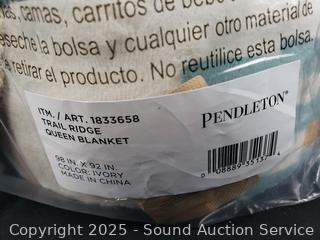 nas, camas, carritos de bebé
eseche la bolsa y cualquier otro material de
a retirar el producto. No reutilice esta bolsa.
ITM. / ART. 1833658
TRAIL RIDGE
QUEEN BLANKET
98 IN. X 92 IN.
COLOR: IVORY
MADE IN CHINA
PENDLETON®
Copyright 2025 - Sound Auction Service